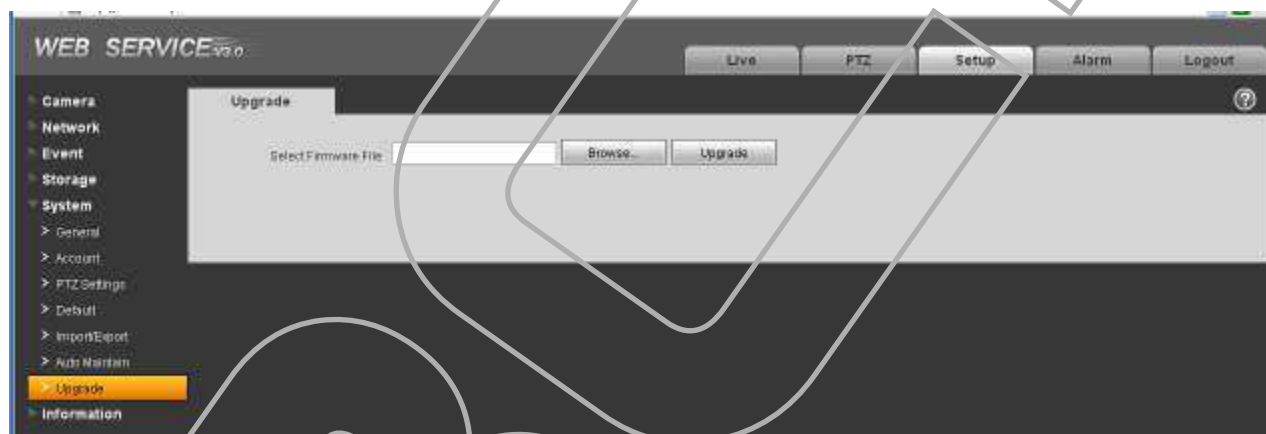 WEB SERVICE V3.0
Live PTZ Setup Alarm Logout
Camera
Network
Event
Storage
System
> General
> Account
> PTZ Settings
> Default
> Import/Export
> Auto Maintain
> Upgrade
Information
Upgrade
?
Select Firmware File Browse... Upgrade